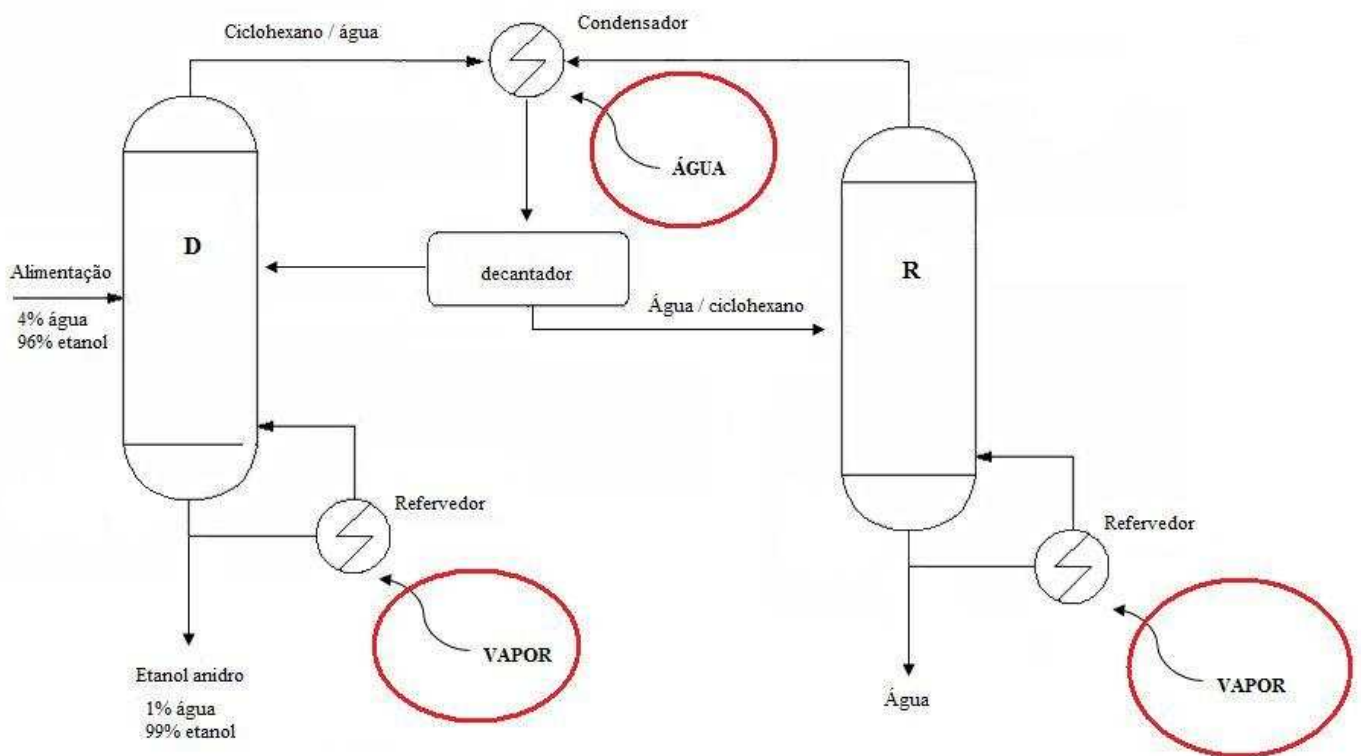 Ciclohexano / água
Condensador
ÁGUA
D
R
Alimentação
4% água
96% etanol
decantador
Água / ciclohexano
Refervedor
Refervedor
VAPOR
VAPOR
Etanol anidro
1% água
99% etanol
Água